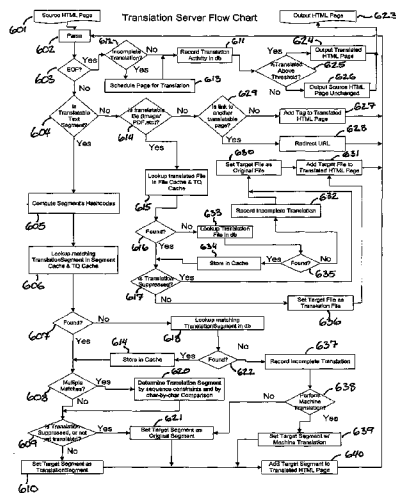 Translation Server Flow Chart
Source HTML Page
Output HTML Page
601
623
602
Parse
612
Incomplete Translation?
Yes
No
611
Record Translation Activity in db
624
Output Translated HTML Page
625
% Translated Above Threshold?
Yes
No
626
Output Source HTML Page Unchanged
603
EOF?
Yes
No
613
Schedule Page for Translation
604
Is Translatable Text Segment?
No
Yes
614
Is translatable file (Image/PDF, etc)?
No
Yes
629
Is link to another translatable page?
Yes
No
627
Add Tag to Translated HTML Page
628
Redirect URL
630
Set Target File as Original File
631
Add Target File to Translated HTML Page
Lookup translated File in File Cache & TQ Cache
615
632
Record Incomplete Translation
Compute Segments Hashcodes
605
633
Lookup Translation File in db
616
Found?
No
Yes
634
Store in Cache
Yes
Found?
No
635
Lookup matching TranslationSegment in Segment Cache & TQ Cache
606
617
Is Translation Suppressed?
Yes
No
Set Target File as Translation File
636
607
Found?
No
Yes
618
Lookup matching TranslationSegment in db
637
614
Store in Cache
Yes
Found?
No
622
Record Incomplete Translation
608
Multiple Matches?
Yes
No
620
Determine Translation Segment by sequence constraints and by char-by-char Comparison
638
Perform Machine Translation?
No
Yes
609
Is Translation Suppressed, or not yet translated?
Yes
No
621
Set Target Segment as Original Segment
639
Set Target Segment w/ Machine Translation
610
Set Target Segment as TranslationSegment
640
Add Target Segment to Translated HTML Page